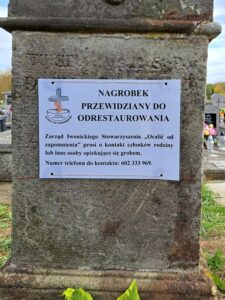 NAGROBEK
PRZEWIDZIANY DO
ODRESTAUROWANIA
Zarząd Iwonickiego Stowarzyszenia „Ocalić od
zapomnienia" prosi o kontakt członków rodziny
lub inne osoby opiekujące się grobem.
Numer telefonu do kontaktu: 602 333 969.